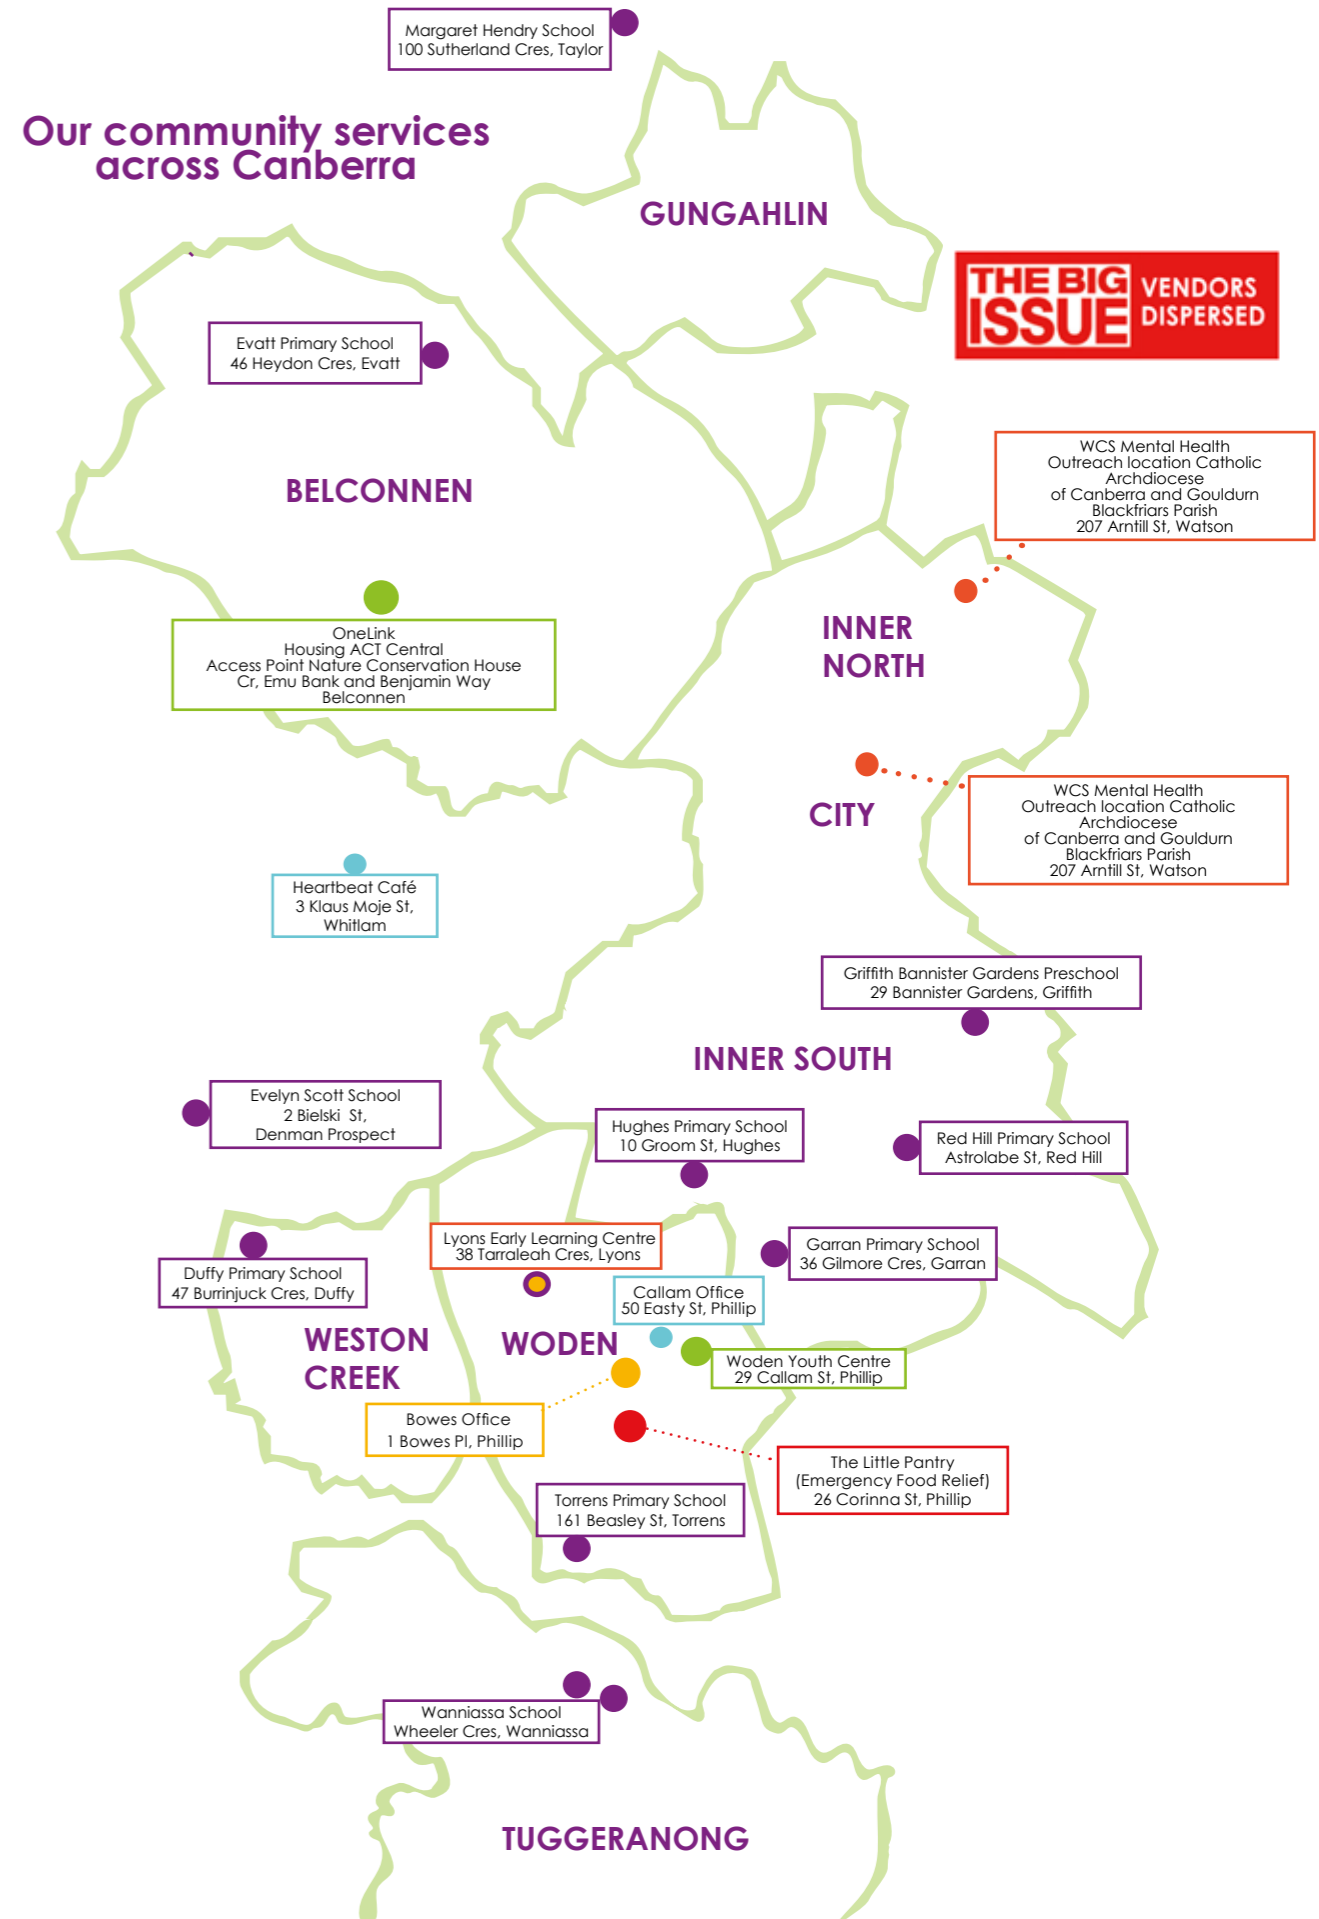 Margaret Hendry School
100 Sutherland Cres, Taylor
Our community services
across Canberra
GUNGAHLIN
THE BIG
ISSUE
VENDORS
DISPERSED
Evatt Primary School
46 Heydon Cres, Evatt
BELCONNEN
WCS Mental Health
Outreach location Catholic
Archdiocese
of Canberra and Gouldurn
Blackfriars Parish
207 Arntill St, Watson
INNER
NORTH
OneLink
Housing ACT Central
Access Point Nature Conservation House
Cr, Emu Bank and Benjamin Way
Belconnen
CITY
WCS Mental Health
Outreach location Catholic
Archdiocese
of Canberra and Gouldurn
Blackfriars Parish
207 Arntill St, Watson
Heartbeat Café
3 Klaus Moje St,
Whitlam
Griffith Bannister Gardens Preschool
29 Bannister Gardens, Griffith
INNER SOUTH
Evelyn Scott School
2 Bielski  St,
Denman Prospect
Hughes Primary School
10 Groom St, Hughes
Red Hill Primary School
Astrolabe St, Red Hill
Lyons Early Learning Centre
38 Tarraleah Cres, Lyons
Garran Primary School
36 Gilmore Cres, Garran
Duffy Primary School
47 Burrinjuck Cres, Duffy
Callam Office
50 Easty St, Phillip
WESTON
CREEK
WODEN
Woden Youth Centre
29 Callam St, Phillip
Bowes Office
1 Bowes Pl, Phillip
The Little Pantry
(Emergency Food Relief)
26 Corinna St, Phillip
Torrens Primary School
161 Beasley St, Torrens
Wanniassa School
Wheeler Cres, Wanniassa
TUGGERANONG